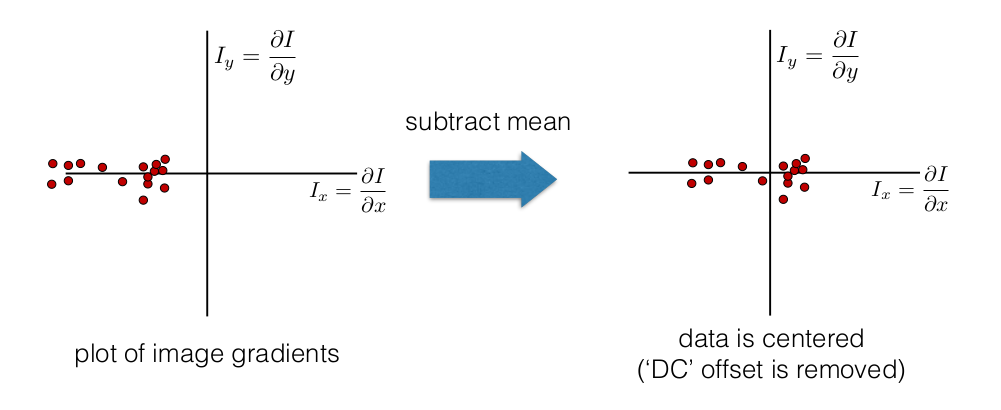 I_y = ∂I/∂y
I_y = ∂I/∂y
subtract mean
I_x = ∂I/∂x
I_x = ∂I/∂x
plot of image gradients
data is centered
(‘DC’ offset is removed)